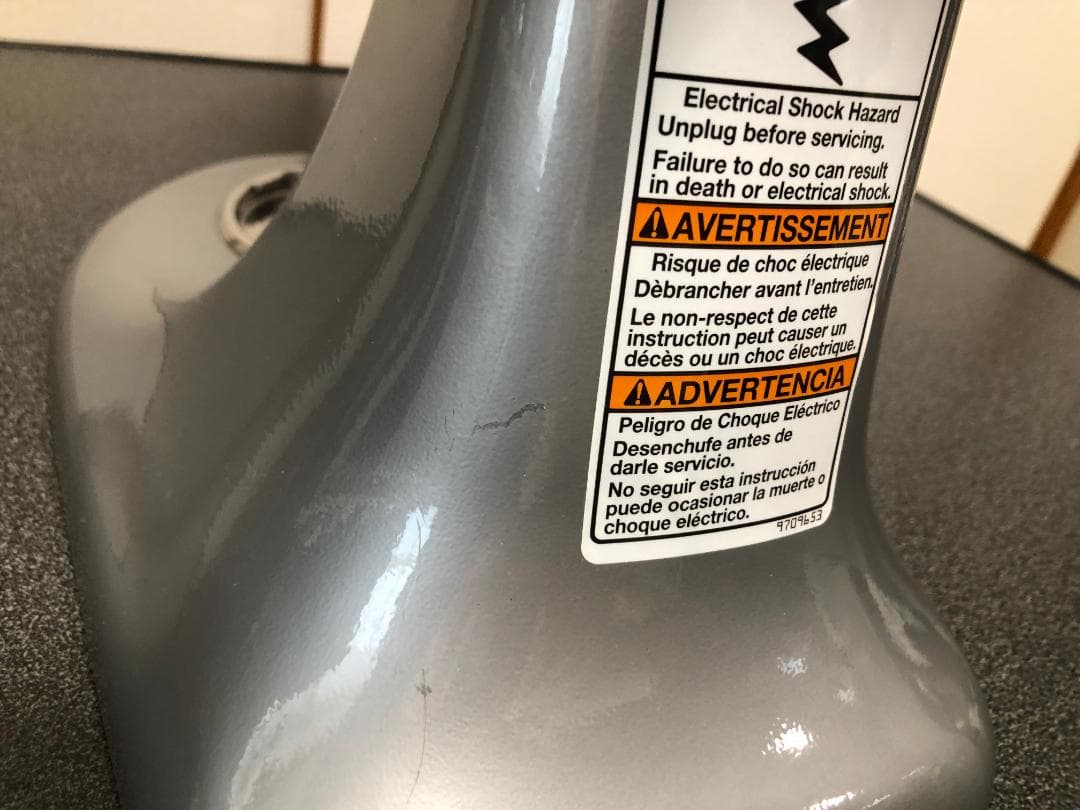 Electrical Shock Hazard
Unplug before servicing.
Failure to do so can result
in death or electrical shock.
AVERTISSEMENT
Risque de choc électrique
Dèbrancher avant l'entretien.
Le non-respect de cette
instruction peut causer un
décès ou un choc électrique.
ADVERTENCIA
Peligro de Choque Eléctrico
Desenchufe antes de
darle servicio.
No seguir esta instrucción
puede ocasionar la muerte o
choque eléctrico.
9709653